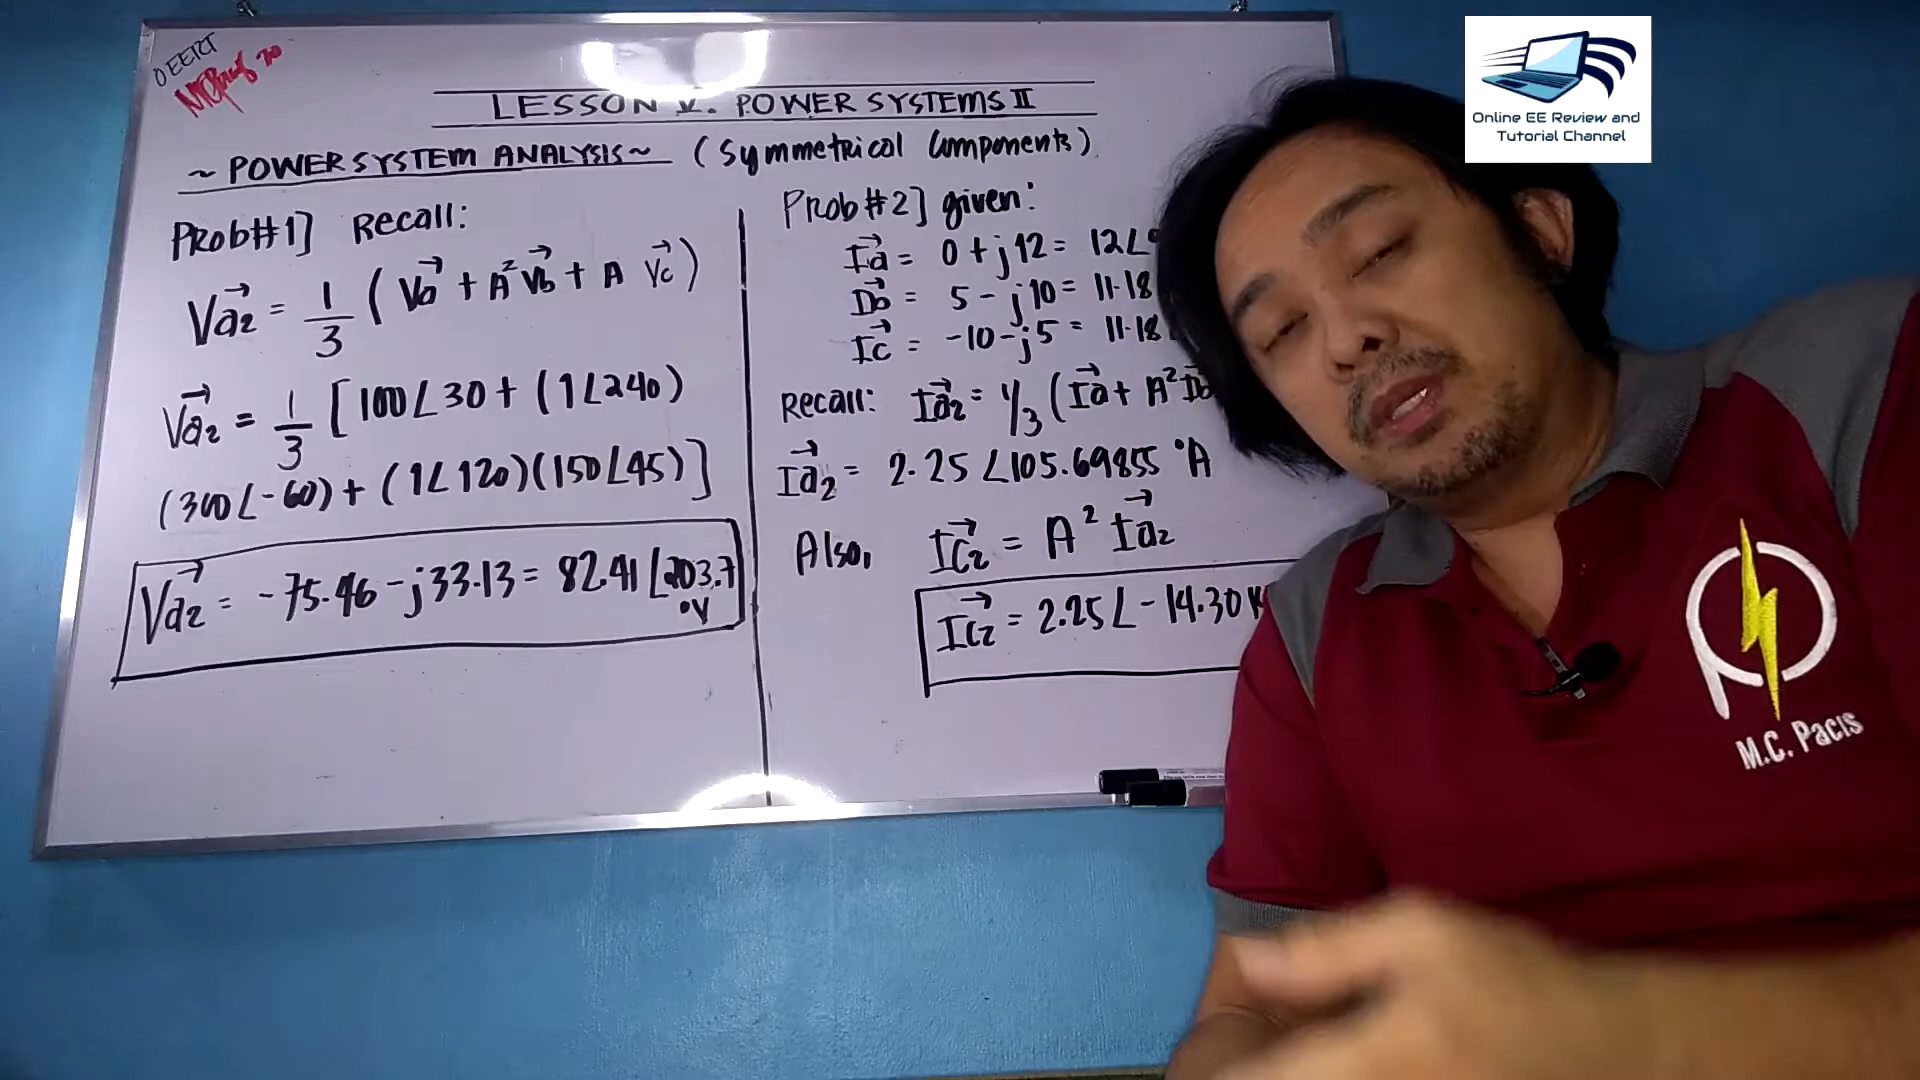 OEERT
LESSON V. POWER SYSTEMS II
~ POWER SYSTEM ANALYSIS ~ (Symmetrical Components)
Prob#1] Recall:
Va2 = 1/3 (Va + A² Vb + A Vc)
Va2 = 1/3 [100∠30 + (1∠240)
(300∠-60) + (1∠120)(150∠45)]
Va2 = -75.46 - j33.13 = 82.41∠203.7
°V
Prob#2] given:
Ia = 0 + j12 = 12∠9
Ib = 5 - j10 = 11.18
Ic = -10 - j5 = 11.18
Recall: Ia2 = 1/3 (Ia + A² Ib
Ia2 = 2.25 ∠105.69855 °A
Also, Ic2 = A² Ia2
Ic2 = 2.25∠-14.30
Online EE Review and
Tutorial Channel
M.C. Pacis